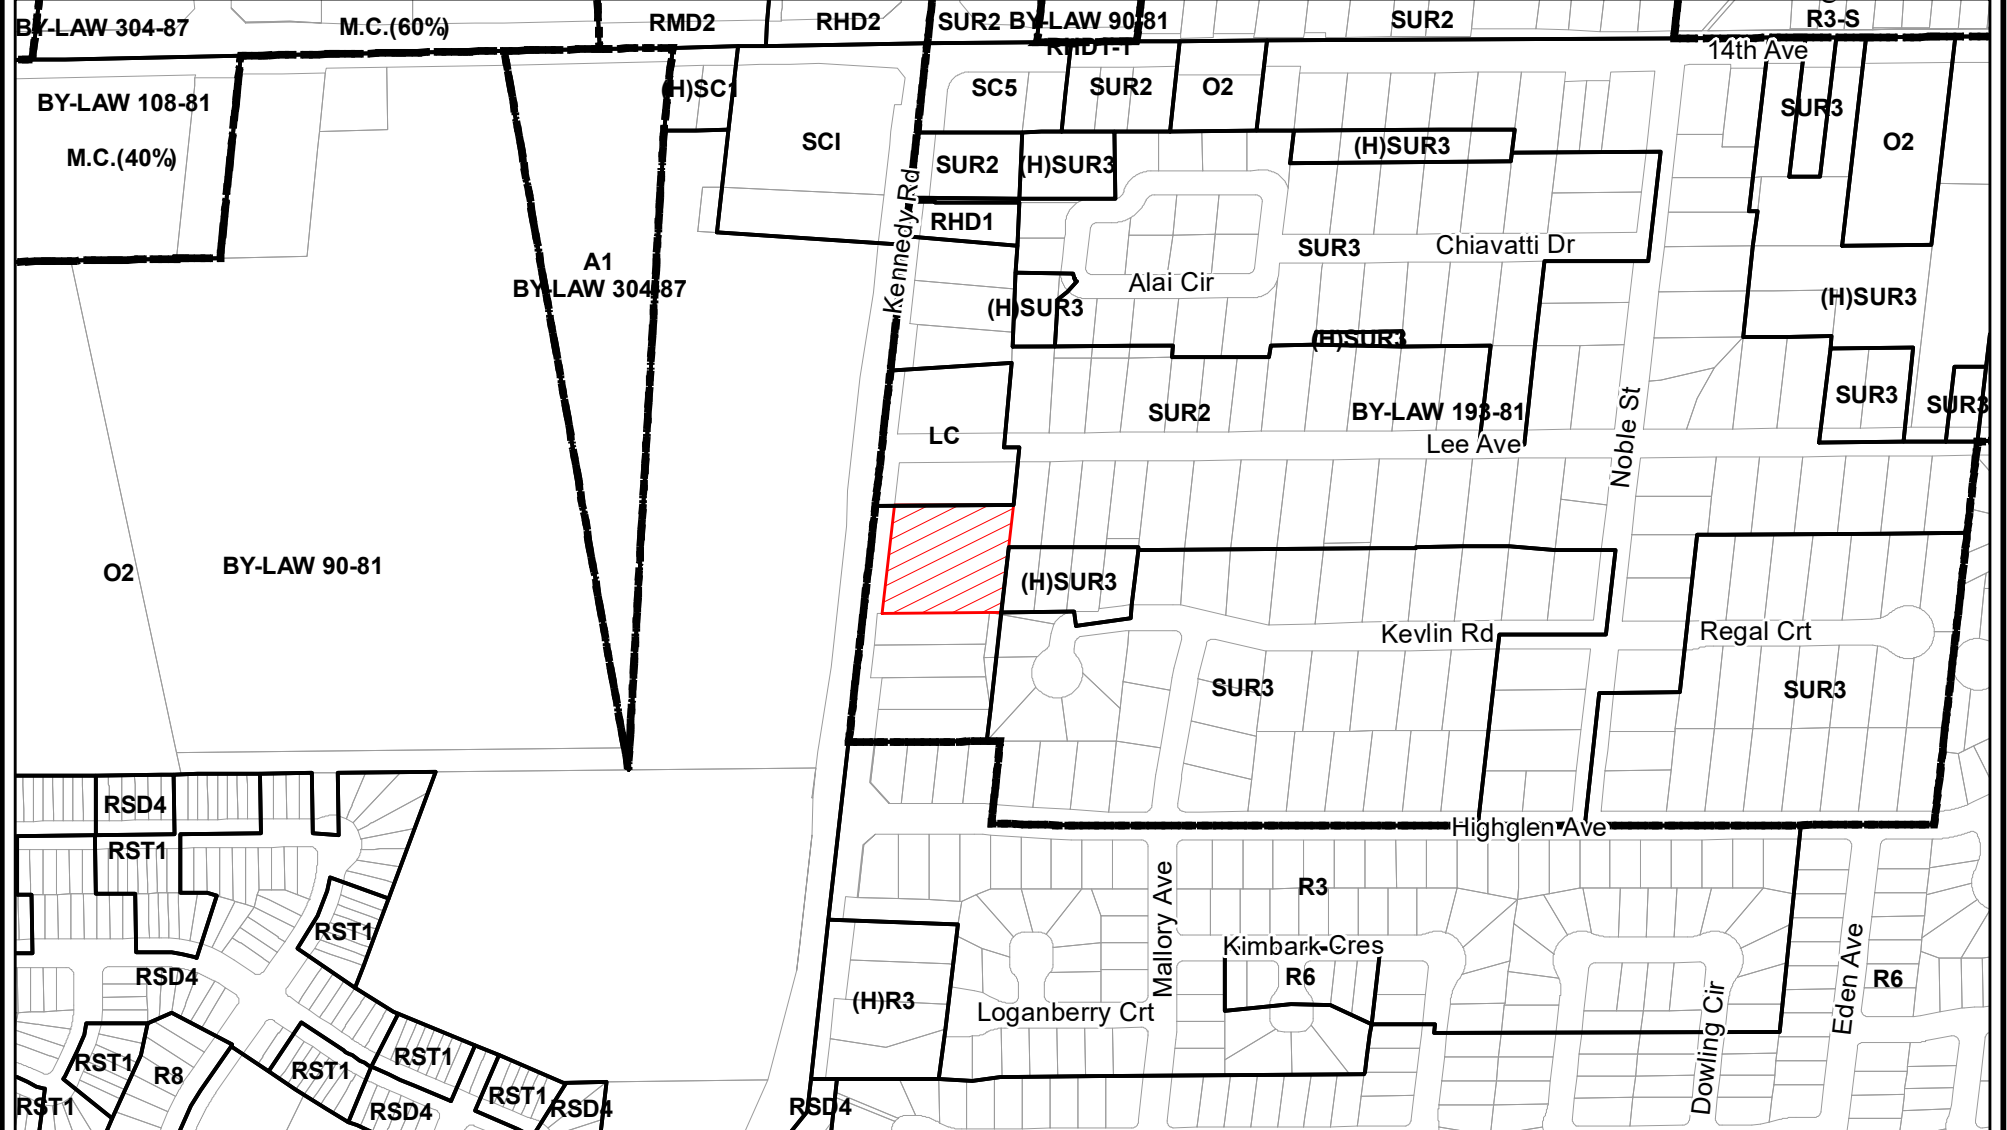 BY-LAW 304-87
M.C.(60%)
RMD2
RHD2
SUR2
BY-LAW 90-81
SUR2
R3-S
RHD1-1
14th Ave
BY-LAW 108-81
M.C.(40%)
(H)SC1
SCI
SC5
SUR2
O2
SUR3
O2
SUR2
(H)SUR3
(H)SUR3
Kennedy Rd
RHD1
SUR3
Chiavatti Dr
A1
BY-LAW 304-87
Alai Cir
(H)SUR3
(H)SUR3
(H)SUR3
SUR3
SUR3
LC
SUR2
BY-LAW 193-81
Lee Ave
Noble St
O2
BY-LAW 90-81
(H)SUR3
Kevlin Rd
Regal Crt
SUR3
SUR3
RSD4
Highglen Ave
RST1
R3
Mallory Ave
RST1
Kimbark Cres
R6
RSD4
R6
Eden Ave
(H)R3
Loganberry Crt
Dowling Cir
RST1
R8
RST1
RST1
RST1
RST1
RSD4
RSD4
RSD4